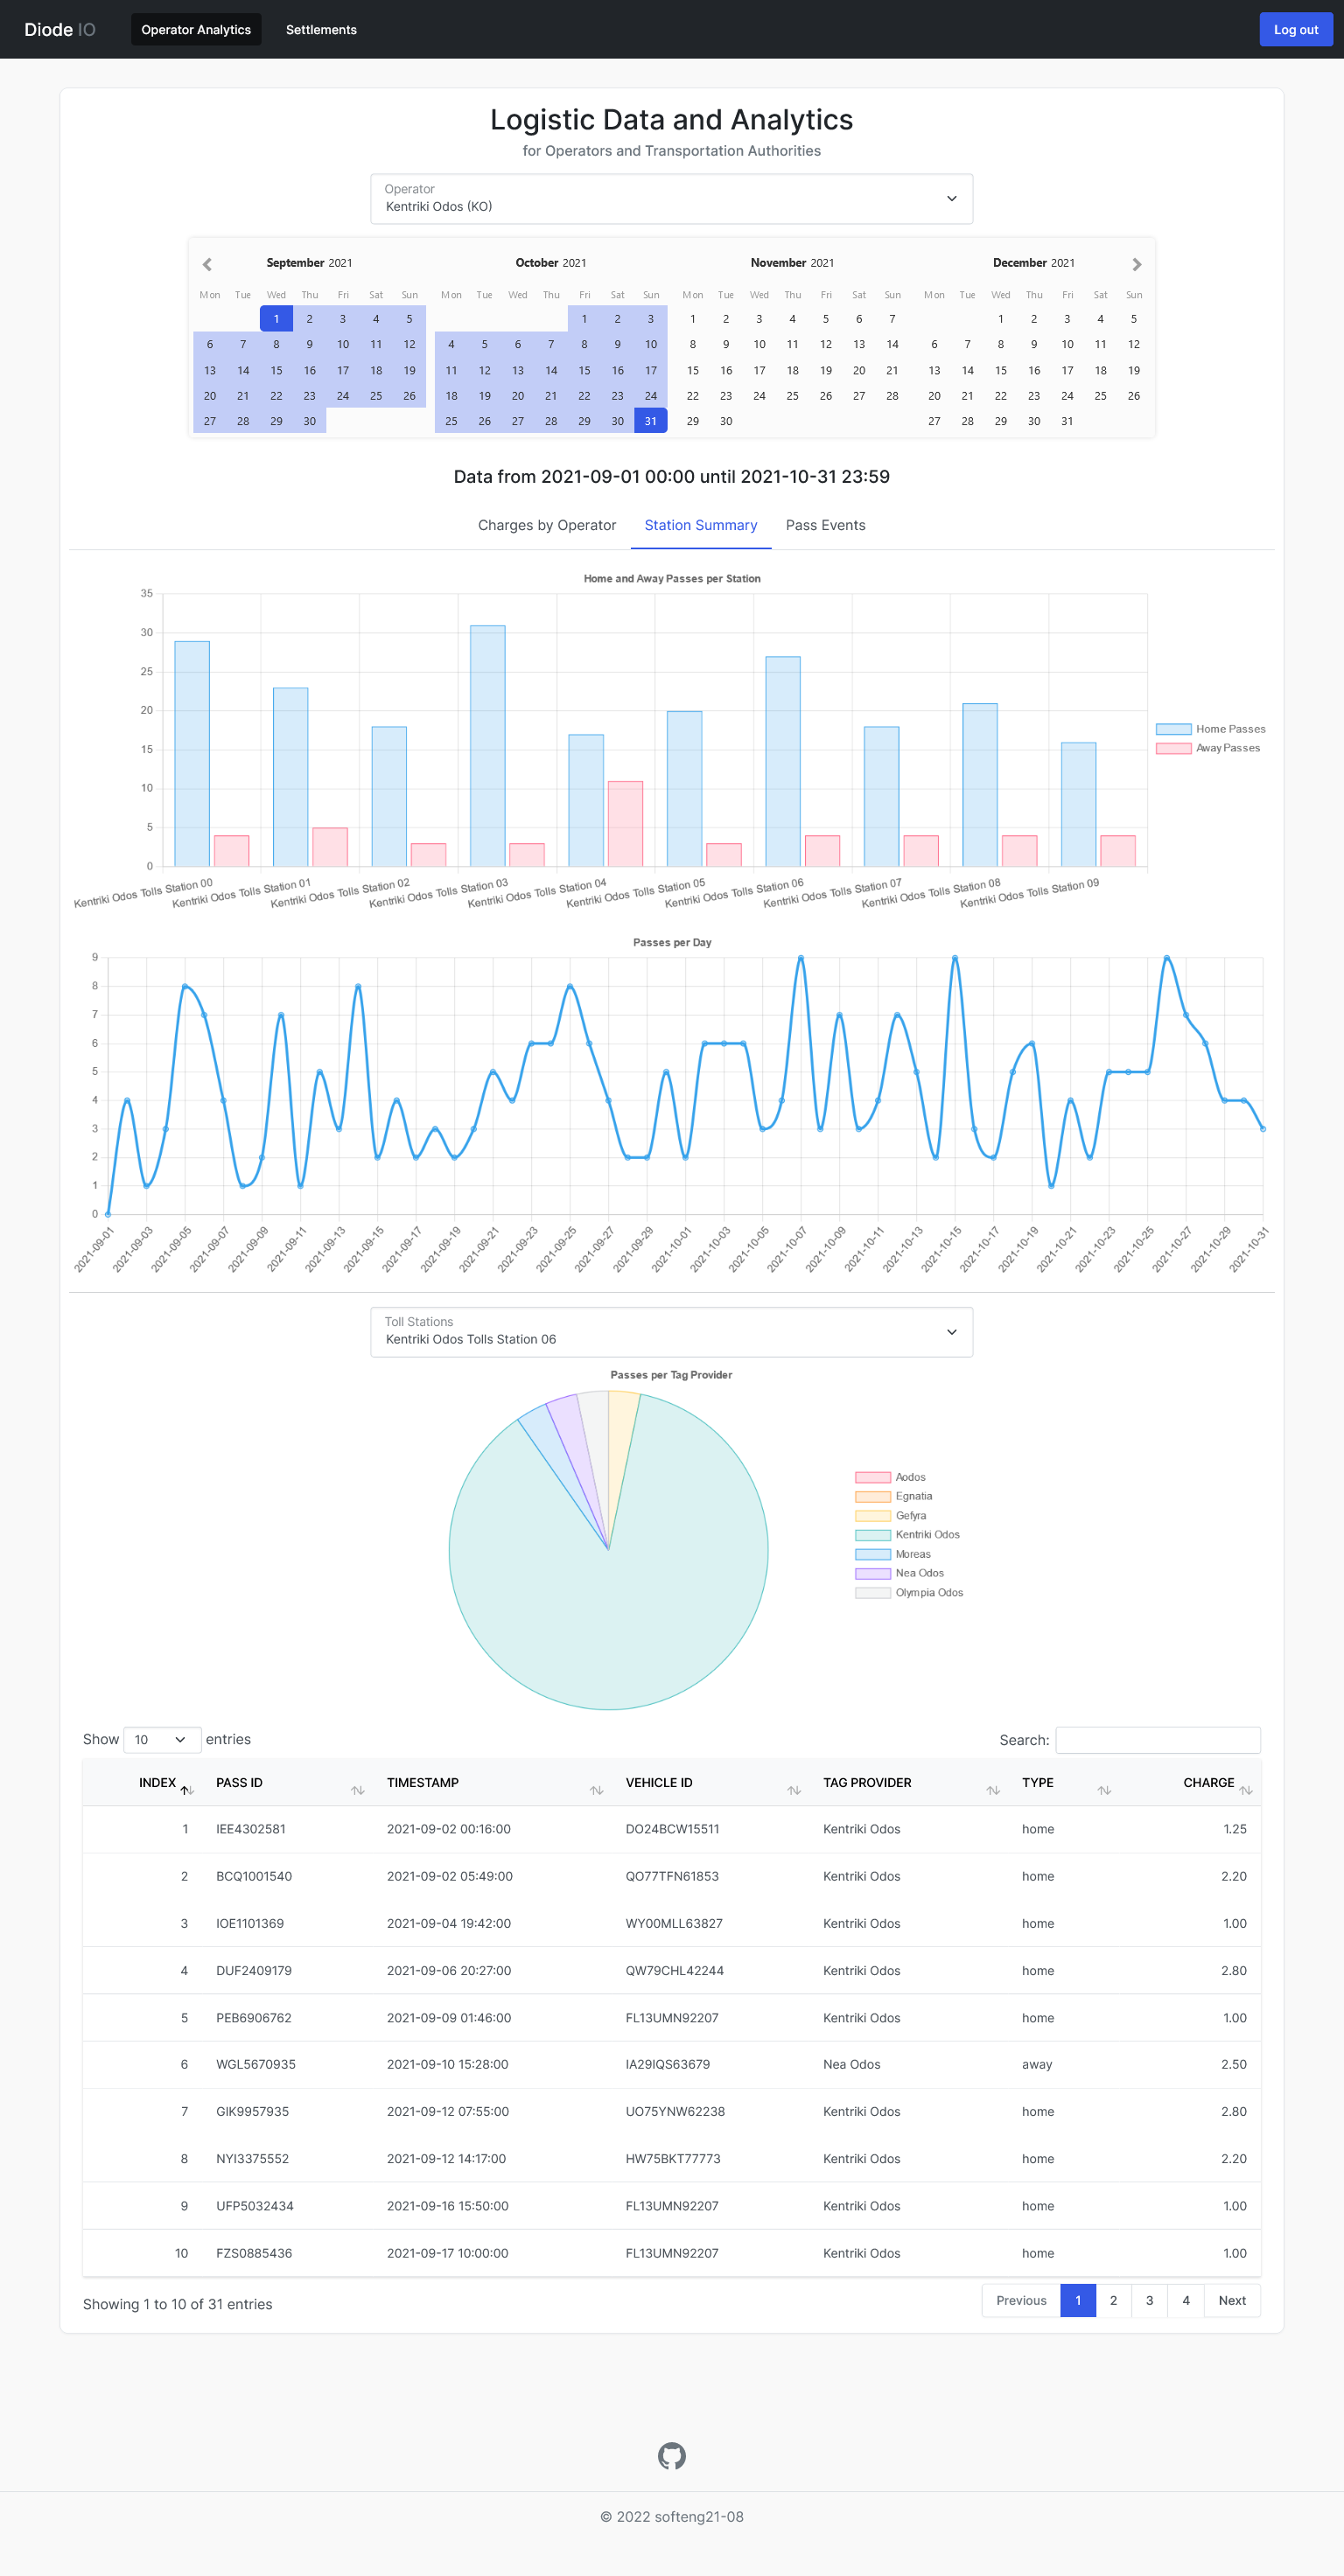 Diode IO Operator Analytics Settlements Log out
Logistic Data and Analytics
for Operators and Transportation Authorities
Operator
Kentriki Odos (KO)
September 2021 October 2021 November 2021 December 2021
Mon Tue Wed Thu Fri Sat Sun Mon Tue Wed Thu Fri Sat Sun Mon Tue Wed Thu Fri Sat Sun Mon Tue Wed Thu Fri Sat Sun
1 2 3 4 5 1 2 3 1 2 3 4 5 6 7 1 2 3 4 5
6 7 8 9 10 11 12 4 5 6 7 8 9 10 8 9 10 11 12 13 14 6 7 8 9 10 11 12
13 14 15 16 17 18 19 11 12 13 14 15 16 17 15 16 17 18 19 20 21 13 14 15 16 17 18 19
20 21 22 23 24 25 26 18 19 20 21 22 23 24 22 23 24 25 26 27 28 20 21 22 23 24 25 26
27 28 29 30 25 26 27 28 29 30 31 29 30 27 28 29 30 31
Data from 2021-09-01 00:00 until 2021-10-31 23:59
Charges by Operator Station Summary Pass Events
Home and Away Passes per Station
35
30
25
20
15
10
5
0
Home Passes
Away Passes
Kentriki Odos Tolls Station 00
Kentriki Odos Tolls Station 01
Kentriki Odos Tolls Station 02
Kentriki Odos Tolls Station 03
Kentriki Odos Tolls Station 04
Kentriki Odos Tolls Station 05
Kentriki Odos Tolls Station 06
Kentriki Odos Tolls Station 07
Kentriki Odos Tolls Station 08
Kentriki Odos Tolls Station 09
Passes per Day
9
8
7
6
5
4
3
2
1
0
2021-09-01 2021-09-03 2021-09-05 2021-09-07 2021-09-09 2021-09-11 2021-09-13 2021-09-15 2021-09-17 2021-09-19 2021-09-21 2021-09-23 2021-09-25 2021-09-27 2021-09-29 2021-10-01 2021-10-03 2021-10-05 2021-10-07 2021-10-09 2021-10-11 2021-10-13 2021-10-15 2021-10-17 2021-10-19 2021-10-21 2021-10-23 2021-10-25 2021-10-27 2021-10-29 2021-10-31
Toll Stations
Kentriki Odos Tolls Station 06
Passes per Tag Provider
Aodos
Egnatia
Gefyra
Kentriki Odos
Moreas
Nea Odos
Olympia Odos
Show 10 entries Search:
INDEX PASS ID TIMESTAMP VEHICLE ID TAG PROVIDER TYPE CHARGE
1 IEE4302581 2021-09-02 00:16:00 DO24BCW15511 Kentriki Odos home 1.25
2 BCQ1001540 2021-09-02 05:49:00 QO77TFN61853 Kentriki Odos home 2.20
3 IOE1101369 2021-09-04 19:42:00 WY00MLL63827 Kentriki Odos home 1.00
4 DUF2409179 2021-09-06 20:27:00 QW79CHL42244 Kentriki Odos home 2.80
5 PEB6906762 2021-09-09 01:46:00 FL13UMN92207 Kentriki Odos home 1.00
6 WGL5670935 2021-09-10 15:28:00 IA29IQS63679 Nea Odos away 2.50
7 GIK9957935 2021-09-12 07:55:00 UO75YNW62238 Kentriki Odos home 2.80
8 NYI3375552 2021-09-12 14:17:00 HW75BKT77773 Kentriki Odos home 2.20
9 UFP5032434 2021-09-16 15:50:00 FL13UMN92207 Kentriki Odos home 1.00
10 FZS0885436 2021-09-17 10:00:00 FL13UMN92207 Kentriki Odos home 1.00
Showing 1 to 10 of 31 entries Previous 1 2 3 4 Next
© 2022 softeng21-08